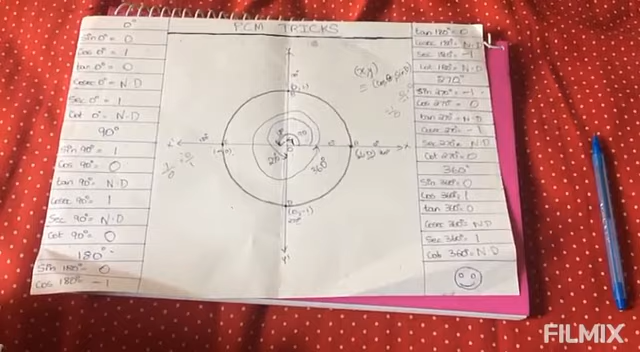 PCM TRICKS
0°
Sin 0° = 0
Cos 0° = 1
tan 0° = 0
Cosec 0° = N.D
Sec 0° = 1
Cot 0° = N.D
90°
Sin 90° = 1
Cos 90° = 0
tan 90° = N.D
Cosec 90° = 1
Sec 90° = N.D
Cot 90° = 0
180°
Sin 180° = 0
Cos 180° = -1
(x,y)
360°
tan 180° = 0
Cosec 180° = N.D
Sec 180° = -1
Cot 180° = N.D
270°
Sin 270° = -1
Cos 270° = 0
tan 270° = N.D
Cosec 270° = -1
Sec 270° = N.D
Cot 270° = 0
360°
Sin 360° = 0
Cos 360° = 1
tan 360° = 0
Cosec 360° = N.D
Sec 360° = 1
Cot 360° = N.D
FILMIX